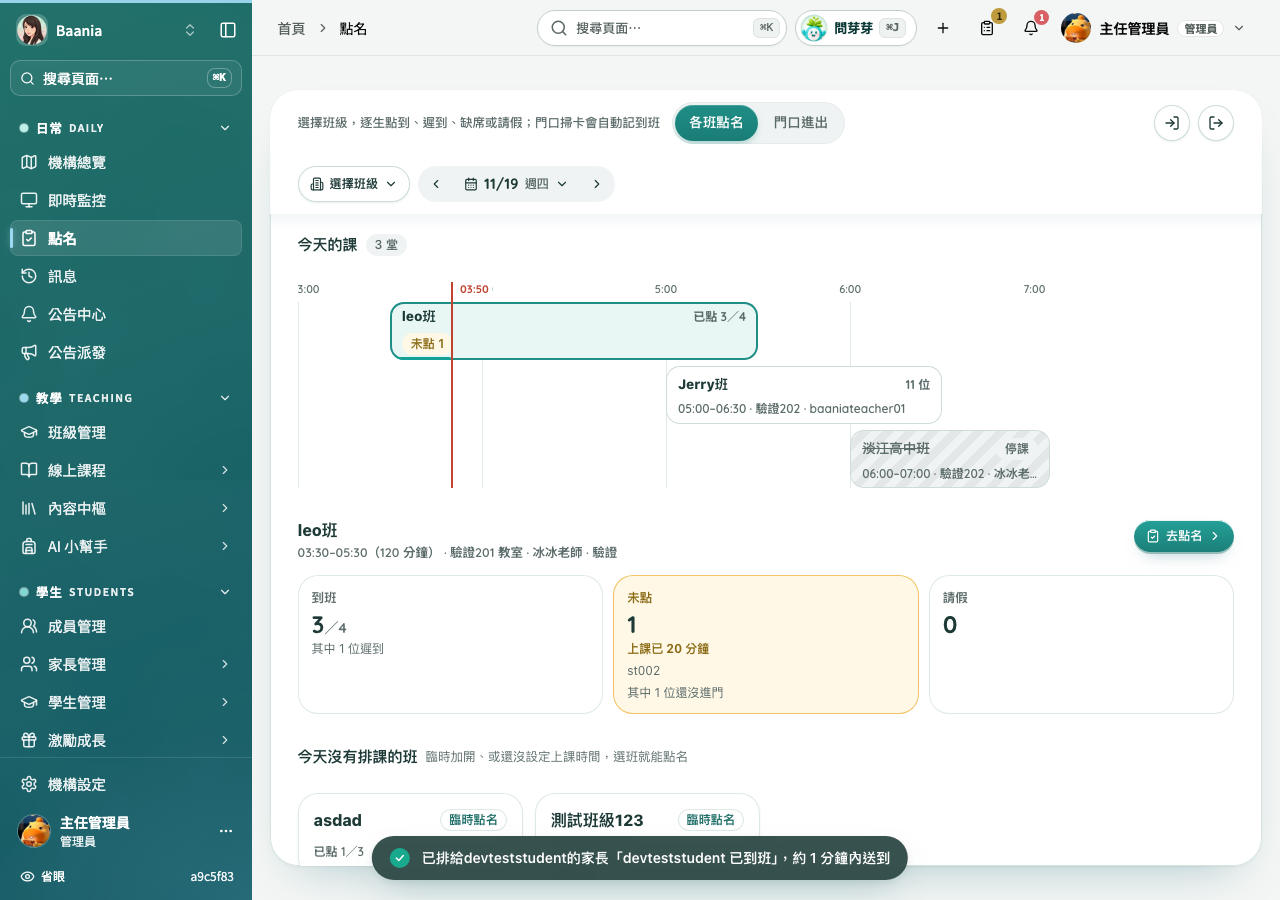 Baania
搜尋頁面…
⌘K
日常 DAILY
機構總覽
即時監控
點名
訊息
公告中心
公告派發
教學 TEACHING
班級管理
線上課程
內容中樞
AI 小幫手
學生 STUDENTS
成員管理
家長管理
學生管理
激勵成長
機構設定
主任管理員
管理員
省眼
a9c5f83
首頁
點名
搜尋頁面…
⌘K
問芽芽
⌘J
1
1
主任管理員
管理員
選擇班級，逐生點到、遲到、缺席或請假；門口掃卡會自動記到班
各班點名
門口進出
選擇班級
11/19 週四
今天的課
3 堂
3:00
03:50
5:00
6:00
7:00
leo班
已點 3／4
未點 1
Jerry班
11 位
05:00–06:30 · 驗證202 · baaniateacher01
淡江高中班
停課
06:00–07:00 · 驗證202 · 冰冰老…
leo班
03:30–05:30（120 分鐘） · 驗證201 教室 · 冰冰老師 · 驗證
去點名
到班
3／4
其中 1 位遲到
未點
1
上課已 20 分鐘
st002
其中 1 位還沒進門
請假
0
今天沒有排課的班
臨時加開、或還沒設定上課時間，選班就能點名
asdad
臨時點名
已點 1／3
測試班級123
臨時點名
已排給devteststudent的家長「devteststudent 已到班」，約 1 分鐘內送到